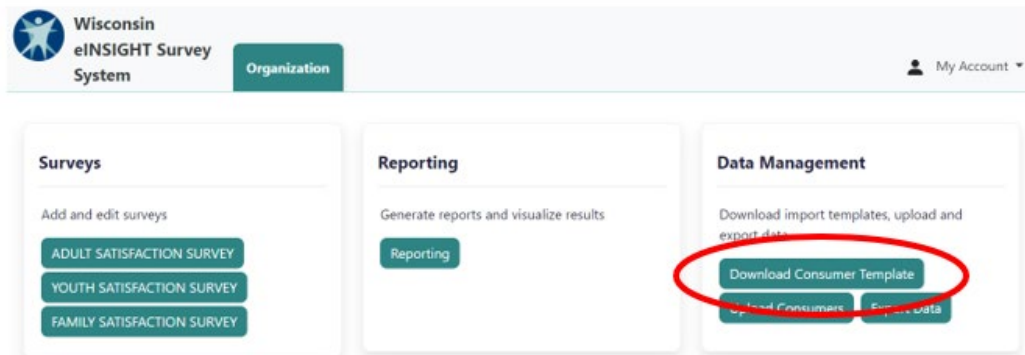 Wisconsin
eINSIGHT Survey
System
Organization
My Account
Surveys
Add and edit surveys
ADULT SATISFACTION SURVEY
YOUTH SATISFACTION SURVEY
FAMILY SATISFACTION SURVEY
Reporting
Generate reports and visualize results
Reporting
Data Management
Download import templates, upload and
export data
Download Consumer Template
Upload Consumers
Export Data